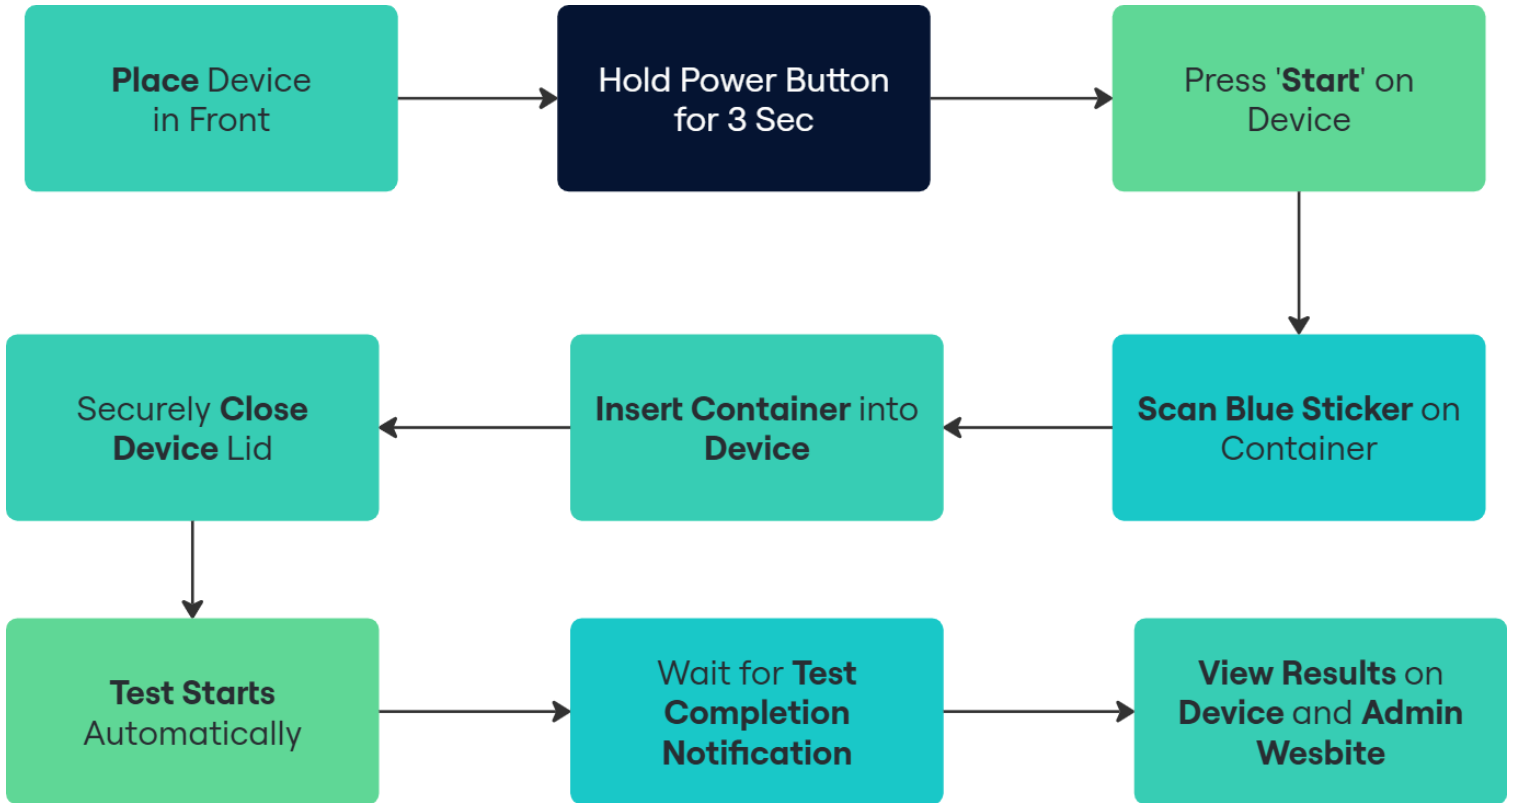 Place Device
in Front
Hold Power Button
for 3 Sec
Press 'Start' on
Device
Scan Blue Sticker on
Container
Insert Container into
Device
Securely Close
Device Lid
Test Starts
Automatically
Wait for Test
Completion
Notification
View Results on
Device and Admin
Wesbite